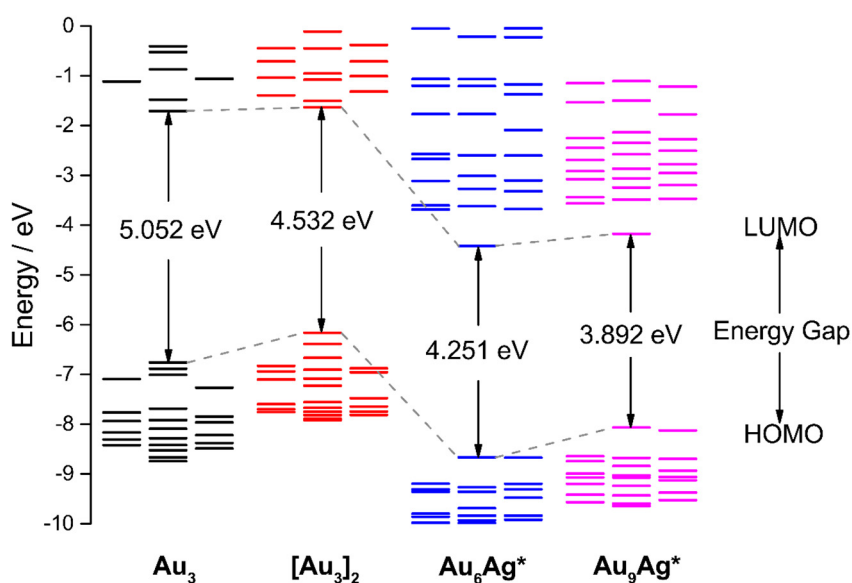 Energy / eV
0
-1
-2
-3
-4
-5
-6
-7
-8
-9
-10
5.052 eV
4.532 eV
4.251 eV
3.892 eV
LUMO
Energy Gap
HOMO
Au₃
[Au₃]₂
Au₆Ag*
Au₉Ag*